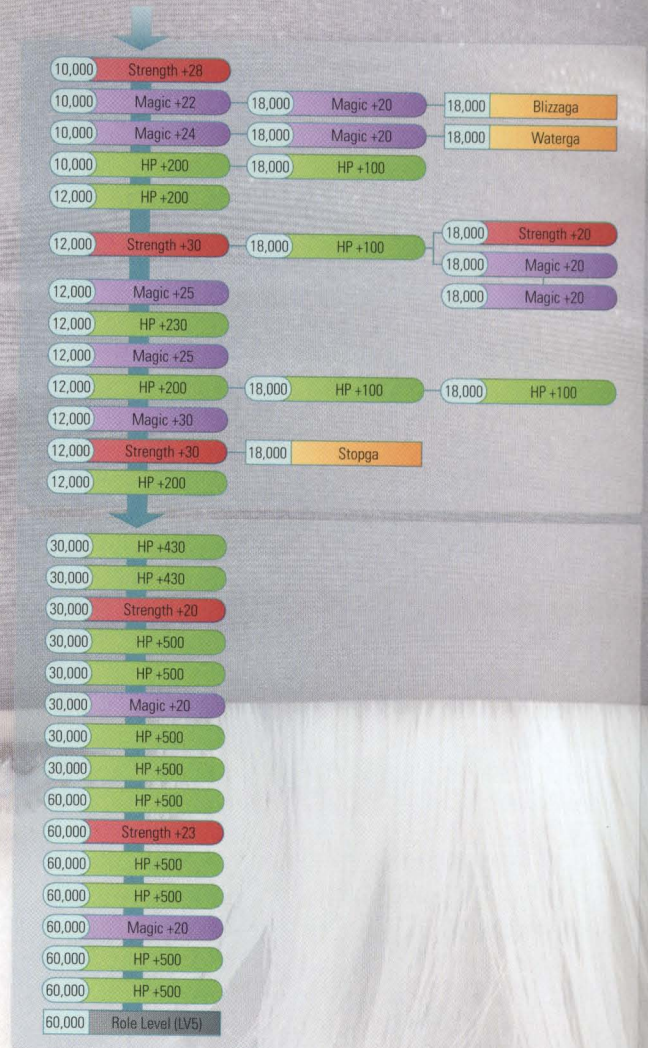 10,000 Strength +28
10,000 Magic +22 18,000 Magic +20 18,000 Blizzaga
10,000 Magic +24 18,000 Magic +20 18,000 Waterga
10,000 HP +200 18,000 HP +100
12,000 HP +200
18,000 Strength +20
12,000 Strength +30 18,000 HP +100
18,000 Magic +20
18,000 Magic +20
12,000 Magic +25
12,000 HP +230
12,000 Magic +25
12,000 HP +200 18,000 HP +100 18,000 HP +100
12,000 Magic +30
12,000 Strength +30 18,000 Stopga
12,000 HP +200
30,000 HP +430
30,000 HP +430
30,000 Strength +20
30,000 HP +500
30,000 HP +500
30,000 Magic +20
30,000 HP +500
30,000 HP +500
60,000 HP +500
60,000 Strength +23
60,000 HP +500
60,000 HP +500
60,000 Magic +20
60,000 HP +500
60,000 HP +500
60,000 Role Level (LV5)